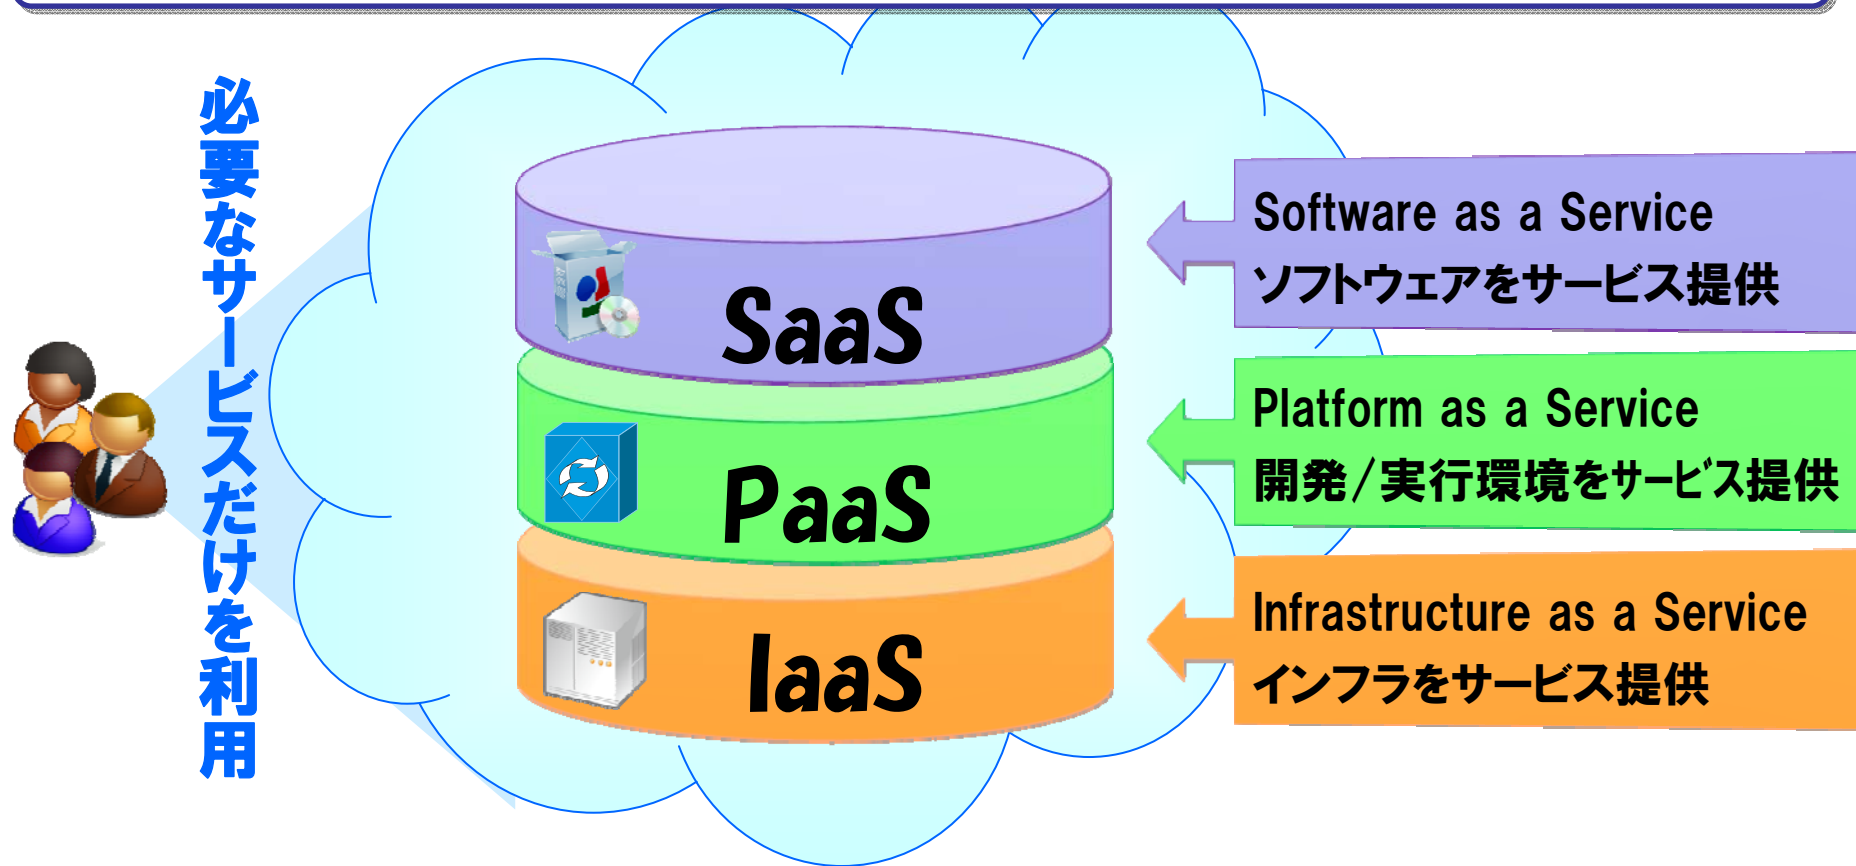 必要なサービスだけを利用
SaaS
Software as a Service
ソフトウェアをサービス提供
PaaS
Platform as a Service
開発/実行環境をサービス提供
IaaS
Infrastructure as a Service
インフラをサービス提供